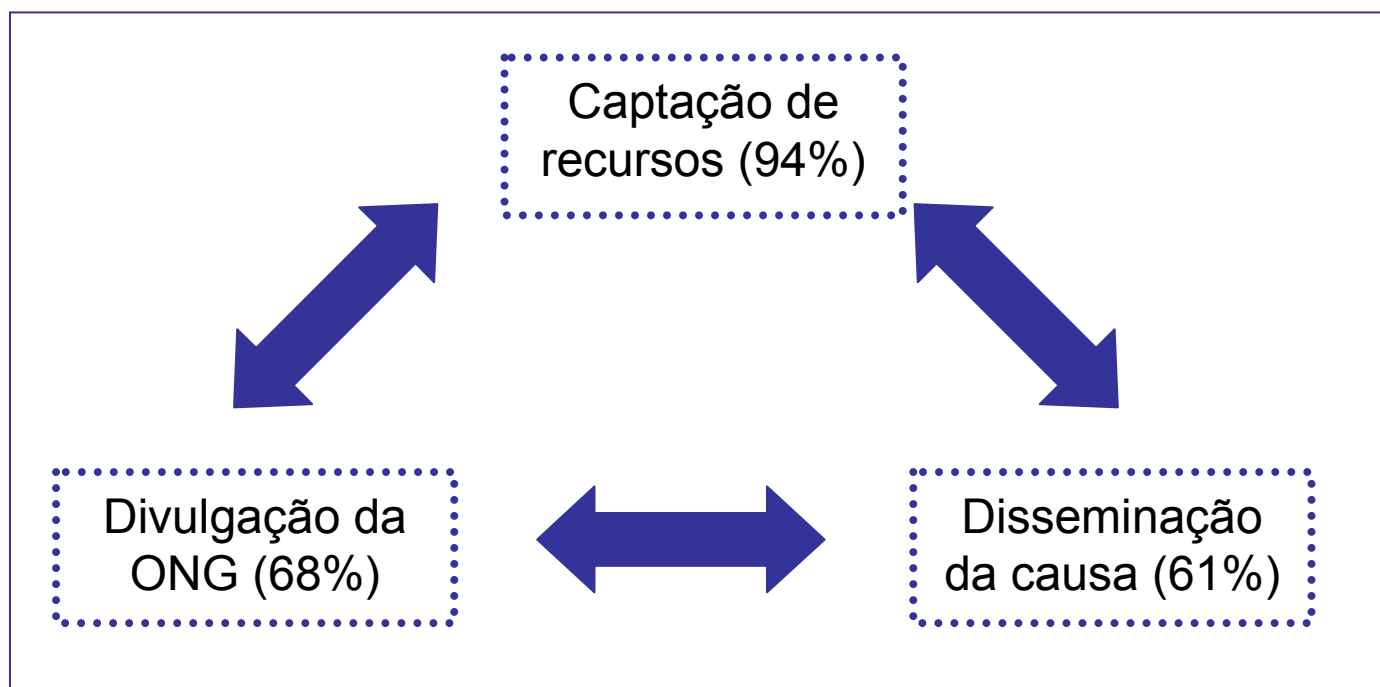 Captação de
recursos (94%)
Divulgação da
ONG (68%)
Disseminação
da causa (61%)